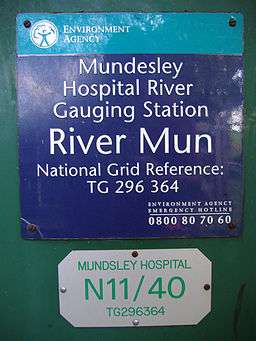 ENVIRONMENT
AGENCY
Mundesley
Hospital River
Gauging Station
River Mun
National Grid Reference:
TG 296 364
ENVIRONMENT AGENCY
EMERGENCY HOTLINE
0800 80 70 60
MUNDSLEY HOSPITAL
N11/40
TG296364